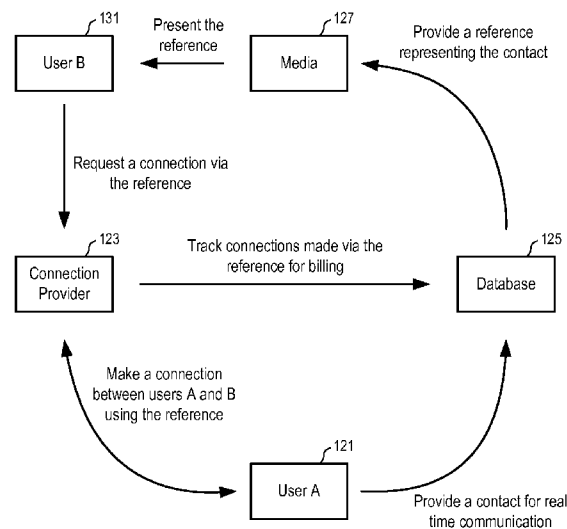 131
User B
Present the
the reference
127
Media
Provide a reference
representing the contact
Request a connection via
the reference
123
Connection
Provider
Track connections made via the
reference for billing
125
Database
Make a connection
between users A and B
using the reference
121
User A
Provide a contact for real
time communication